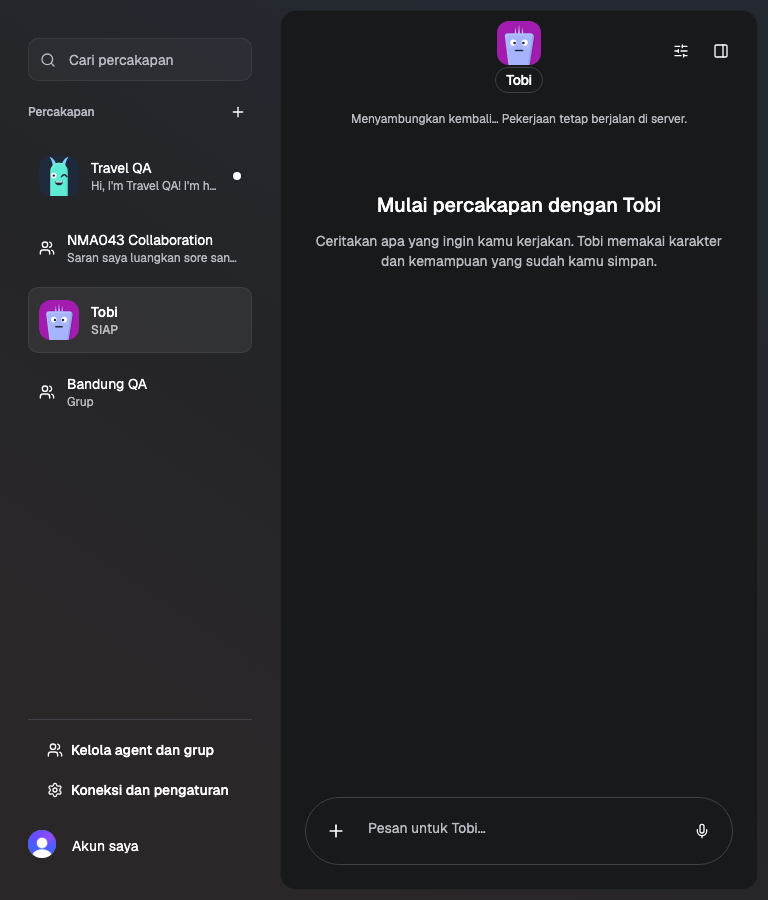 Cari percakapan
Percakapan
Travel QA
Hi, I'm Travel QA! I'm h...
NMA043 Collaboration
Saran saya luangkan sore san...
Tobi
SIAP
Bandung QA
Grup
Kelola agent dan grup
Koneksi dan pengaturan
Akun saya
Tobi
Menyambungkan kembali... Pekerjaan tetap berjalan di server.
Mulai percakapan dengan Tobi
Ceritakan apa yang ingin kamu kerjakan. Tobi memakai karakter
dan kemampuan yang sudah kamu simpan.
Pesan untuk Tobi...